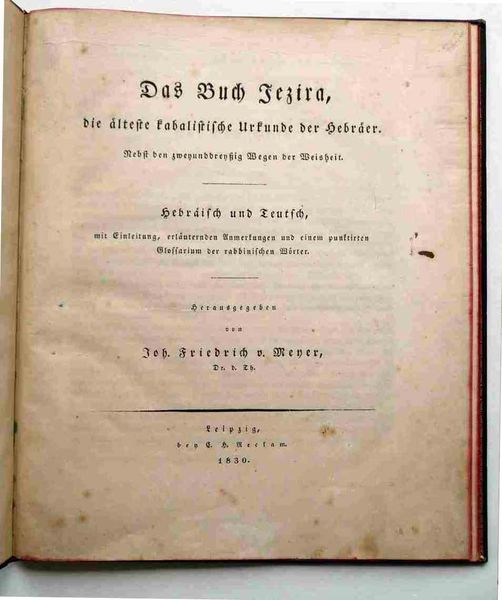 Das Buch Jezira,
die älteste kabalistische Urkunde der Hebräer.
Nebst den zweyunddreyßig Wegen der Weisheit.
Hebräisch und Teutsch,
mit Einleitung, erläuternden Anmerkungen und einem punktirten
Glossarium der rabbinischen Wörter.
Herausgegeben
von
Joh. Friedrich v. Meyer,
Dr. d. Th.
Leipzig,
bey C. H. Reclam.
1830.